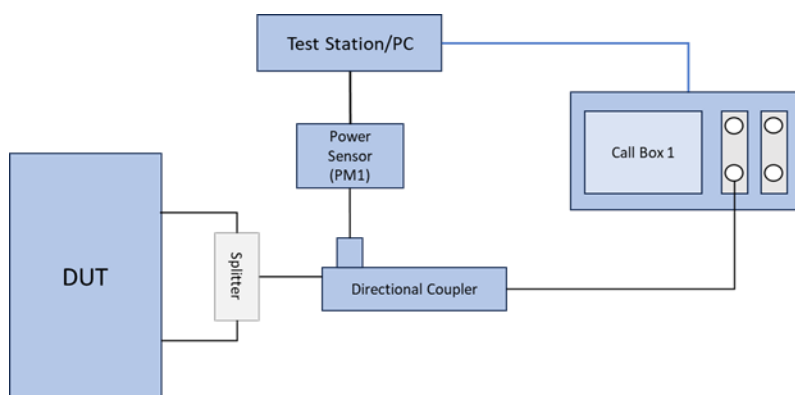 Test Station/PC
Power
Sensor
(PM1)
Call Box 1
DUT
Splitter
Directional Coupler